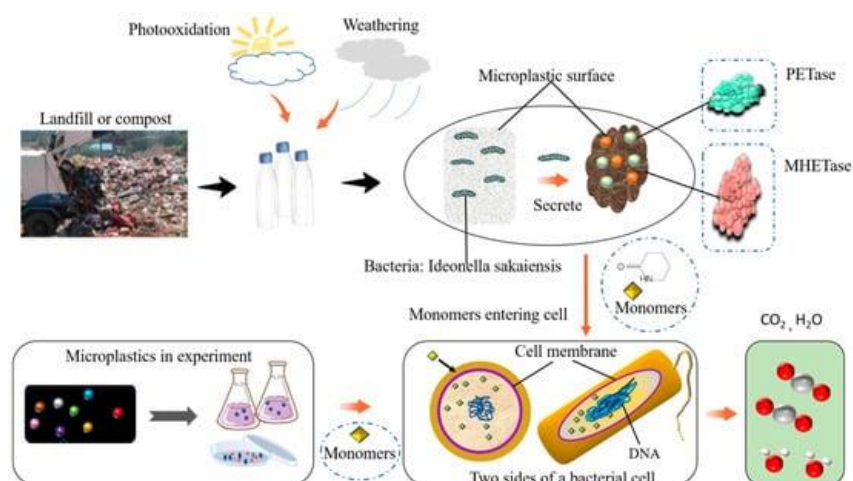 Photooxidation
Weathering
Landfill or compost
Microplastic surface
PETase
MHETase
Secrete
Bacteria: Ideonella sakaiensis
HN
Monomers
Monomers entering cell
CO2 , H2O
Microplastics in experiment
Cell membrane
Monomers
DNA
Two sides of a bacterial cell